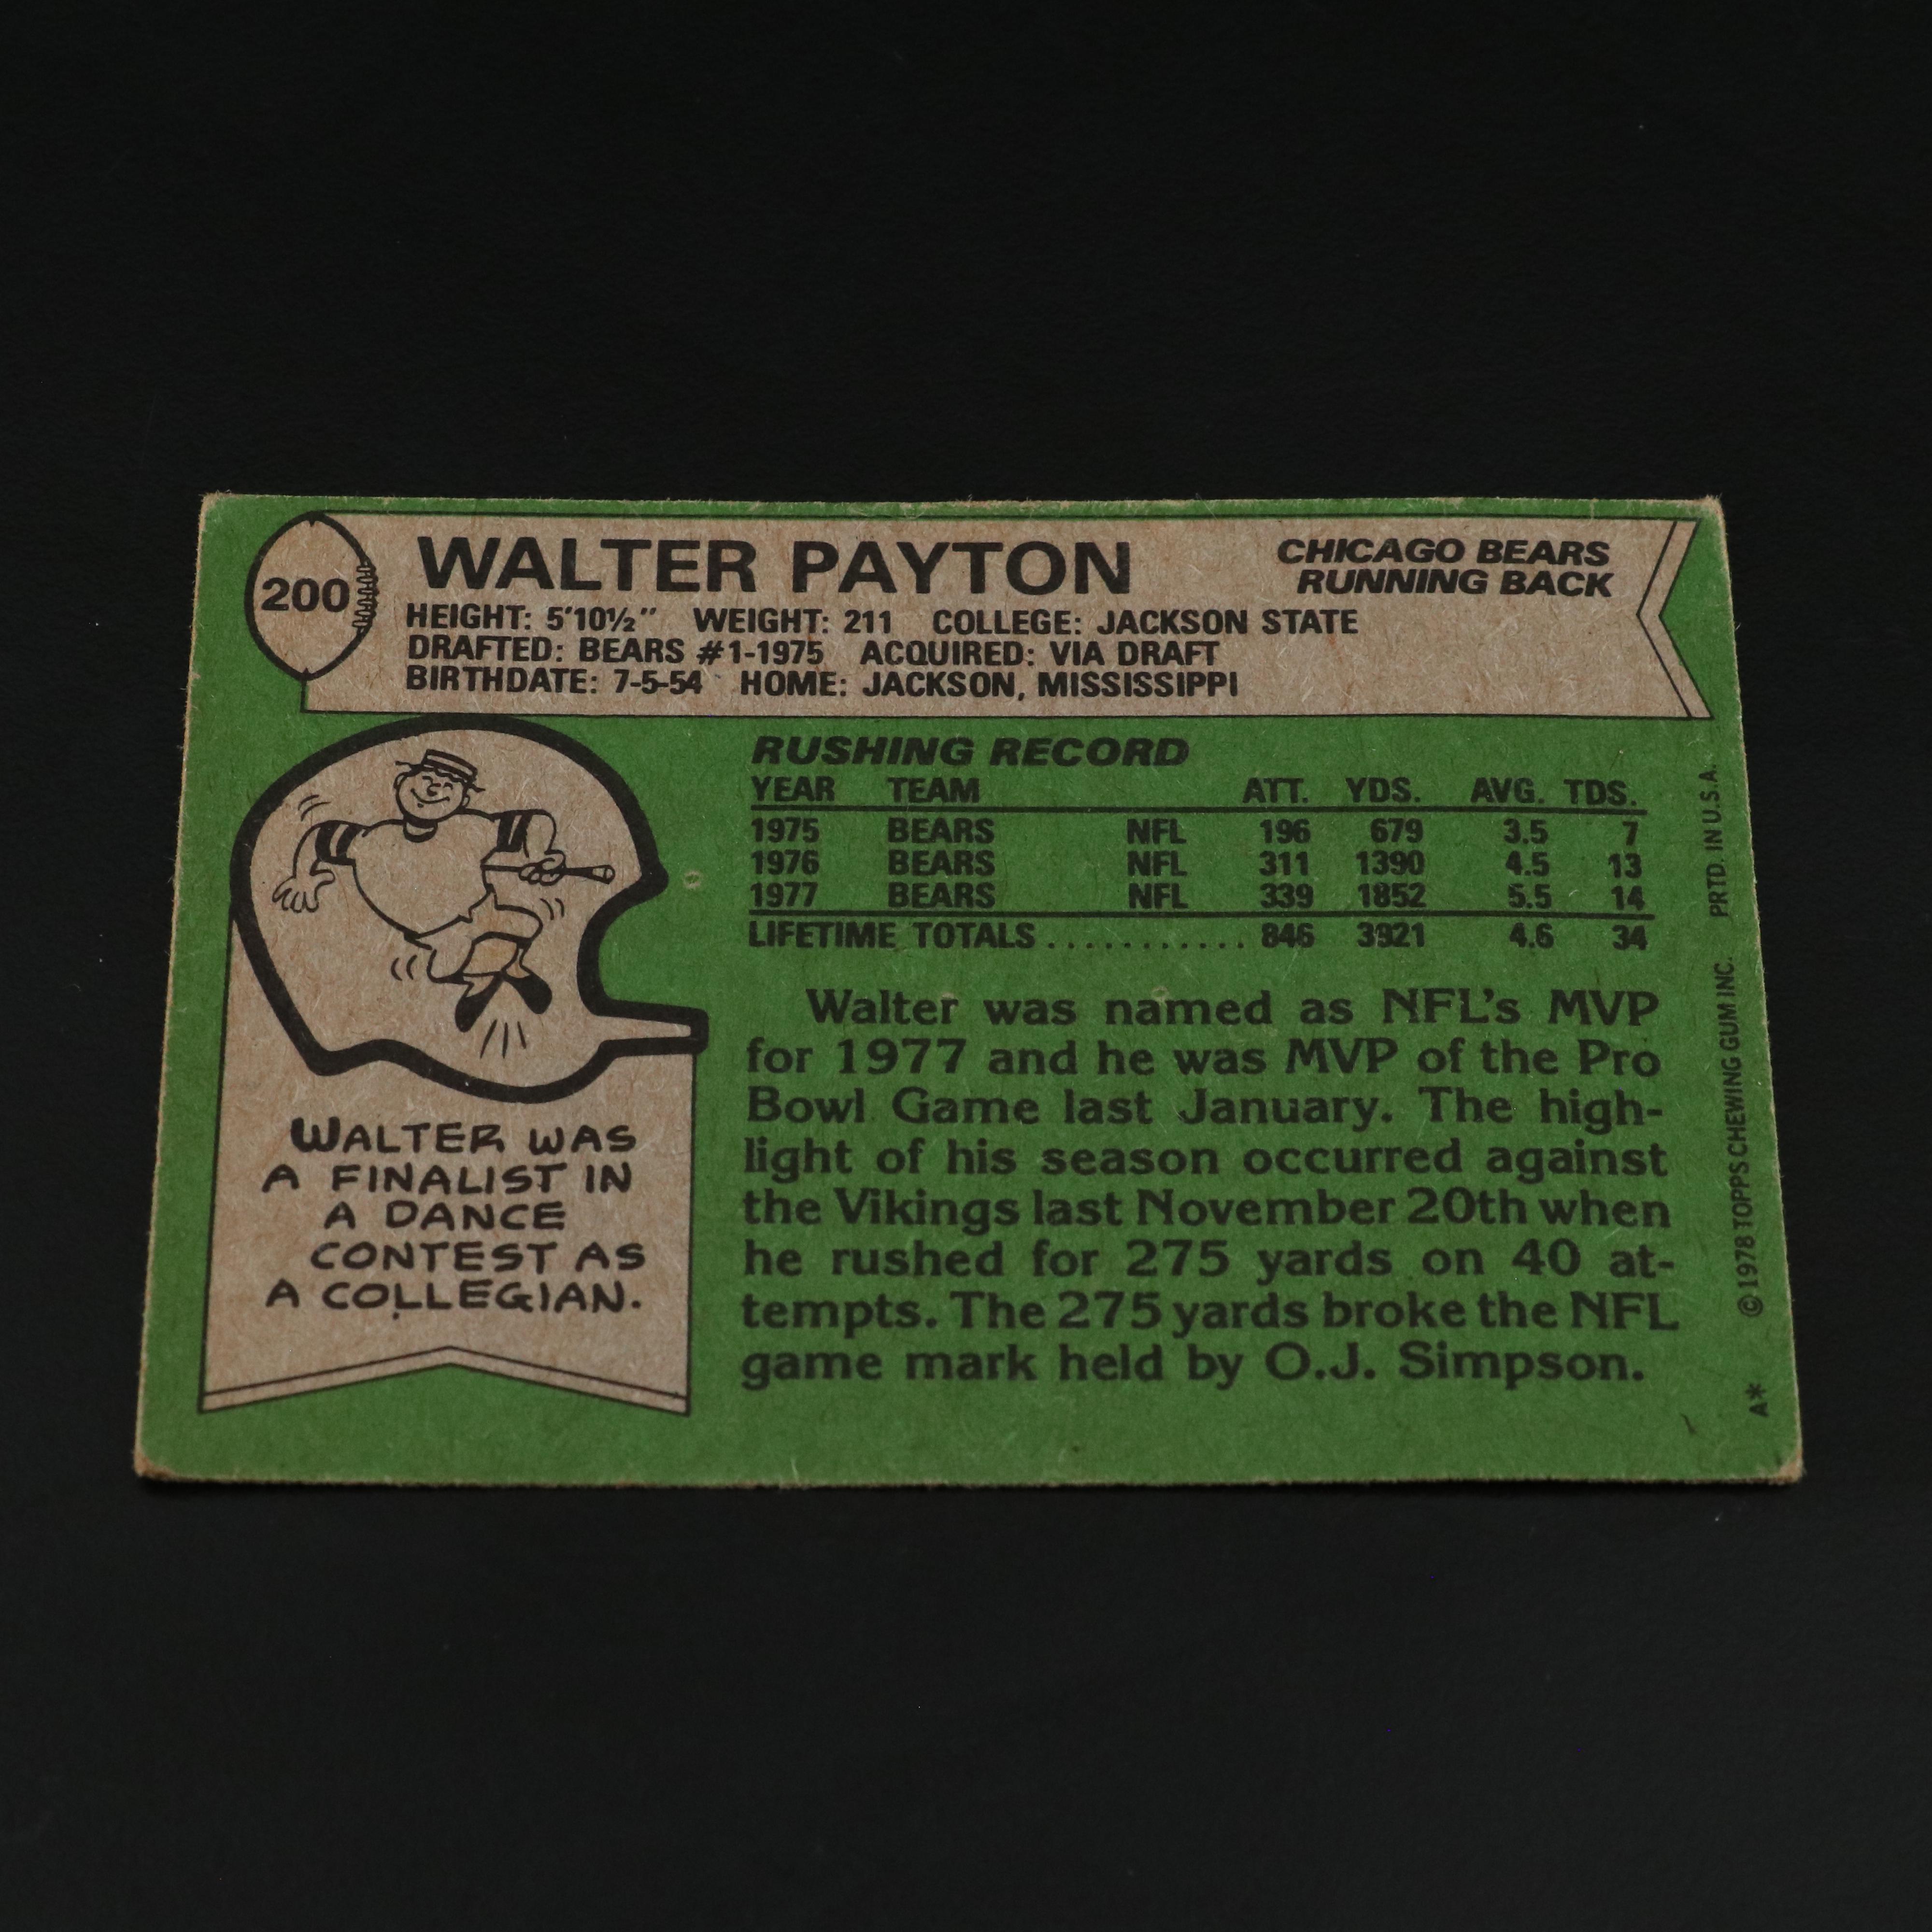 200
WALTER PAYTON
CHICAGO BEARS
RUNNING BACK
HEIGHT: 5'10½" WEIGHT: 211 COLLEGE: JACKSON STATE
DRAFTED: BEARS #1-1975 ACQUIRED: VIA DRAFT
BIRTHDATE: 7-5-54 HOME: JACKSON, MISSISSIPPI
WALTER WAS
A FINALIST IN
A DANCE
CONTEST AS
A COLLEGIAN.
RUSHING RECORD
YEAR TEAM ATT. YDS. AVG. TDS.
1975 BEARS NFL 196 679 3.5 7
1976 BEARS NFL 311 1390 4.5 13
1977 BEARS NFL 339 1852 5.5 14
LIFETIME TOTALS ............ 846 3921 4.6 34
Walter was named as NFL's MVP
for 1977 and he was MVP of the Pro
Bowl Game last January. The high-
light of his season occurred against
the Vikings last November 20th when
he rushed for 275 yards on 40 at-
tempts. The 275 yards broke the NFL
game mark held by O.J. Simpson.
A* © 1978 TOPPS CHEWING GUM INC. PRTD. IN U.S.A.